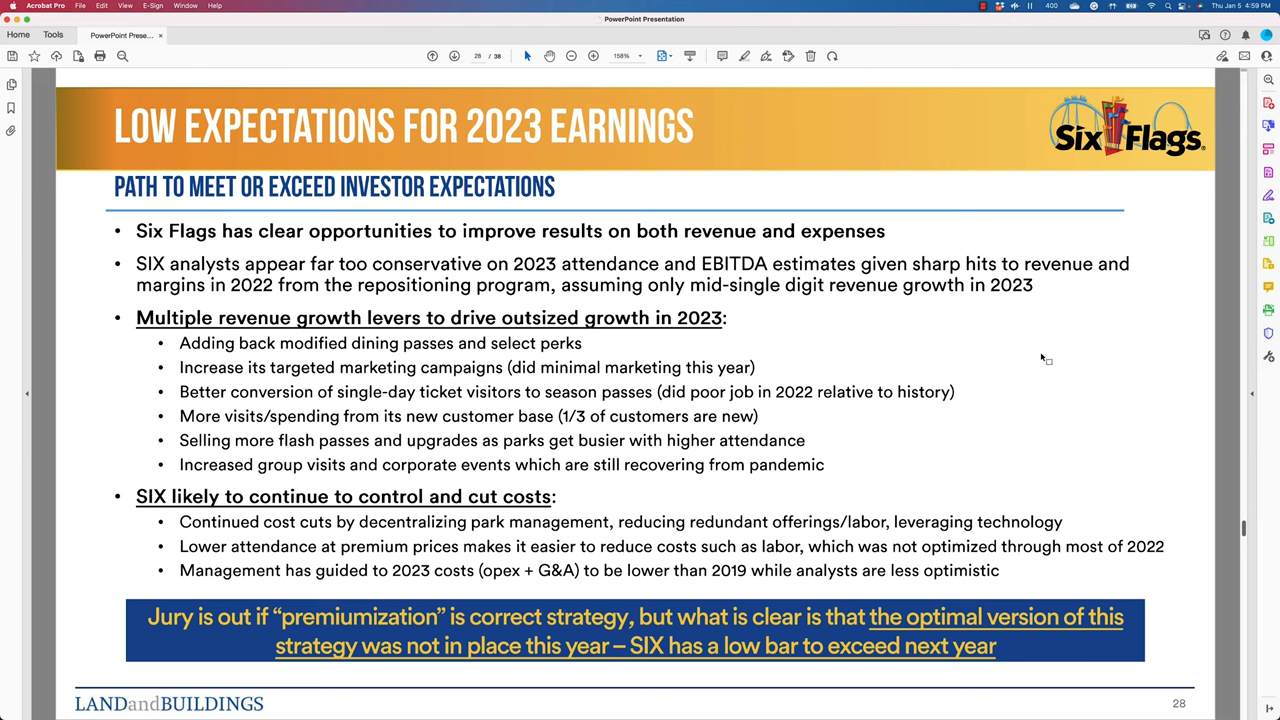 Acrobat Pro File Edit View E-Sign Window Help
400
Thu Jan 5 4:59 PM
PowerPoint Presentation
Home Tools PowerPoint Prese... ×
28 / 38
158%
LOW EXPECTATIONS FOR 2023 EARNINGS
Six Flags
PATH TO MEET OR EXCEED INVESTOR EXPECTATIONS
• Six Flags has clear opportunities to improve results on both revenue and expenses
• SIX analysts appear far too conservative on 2023 attendance and EBITDA estimates given sharp hits to revenue and
margins in 2022 from the repositioning program, assuming only mid-single digit revenue growth in 2023
• Multiple revenue growth levers to drive outsized growth in 2023:
• Adding back modified dining passes and select perks
• Increase its targeted marketing campaigns (did minimal marketing this year)
• Better conversion of single-day ticket visitors to season passes (did poor job in 2022 relative to history)
• More visits/spending from its new customer base (1/3 of customers are new)
• Selling more flash passes and upgrades as parks get busier with higher attendance
• Increased group visits and corporate events which are still recovering from pandemic
• SIX likely to continue to control and cut costs:
• Continued cost cuts by decentralizing park management, reducing redundant offerings/labor, leveraging technology
• Lower attendance at premium prices makes it easier to reduce costs such as labor, which was not optimized through most of 2022
• Management has guided to 2023 costs (opex + G&A) to be lower than 2019 while analysts are less optimistic
Jury is out if “premiumization” is correct strategy, but what is clear is that the optimal version of this
strategy was not in place this year – SIX has a low bar to exceed next year
LANDandBUILDINGS
28